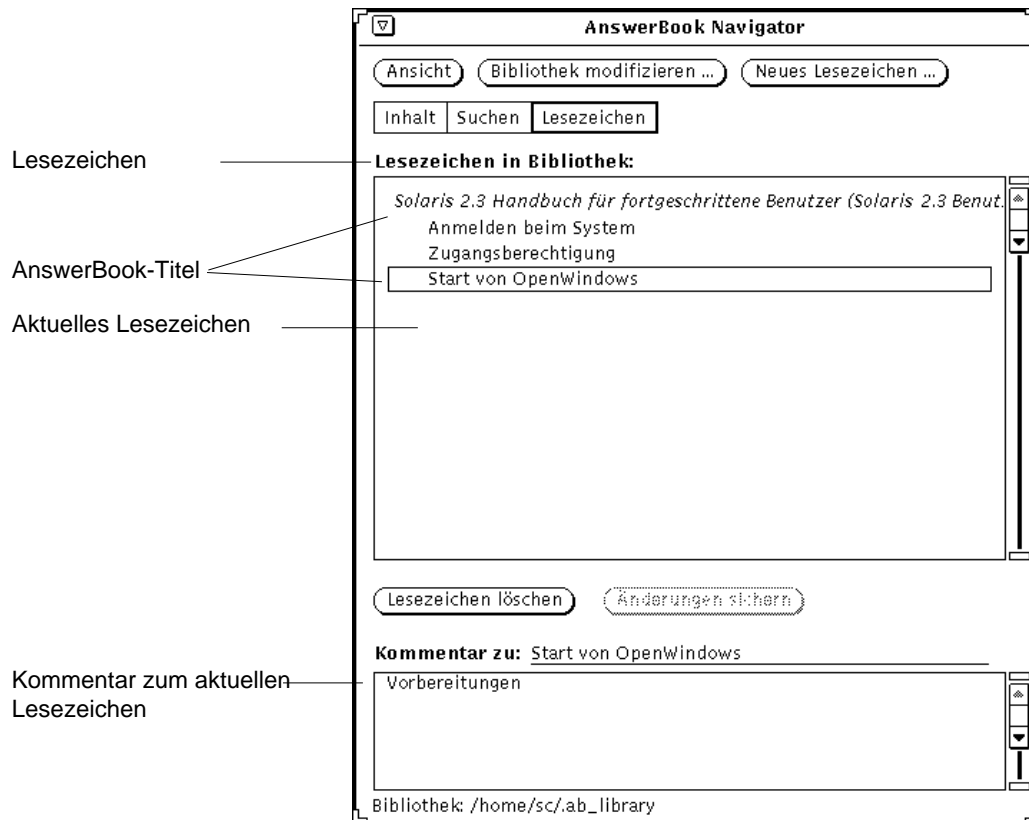 AnswerBook Navigator
Ansicht
Bibliothek modifizieren ...
Neues Lesezeichen ...
Inhalt
Suchen
Lesezeichen
Lesezeichen
Lesezeichen in Bibliothek:
Solaris 2.3 Handbuch für fortgeschrittene Benutzer (Solaris 2.3 Benut.
Anmelden beim System
Zugangsberechtigung
AnswerBook-Titel
Start von OpenWindows
Aktuelles Lesezeichen
Lesezeichen löschen
Änderungen sichern
Kommentar zu: Start von OpenWindows
Kommentar zum aktuellen
Lesezeichen
Vorbereitungen
Bibliothek: /home/sc/.ab_library